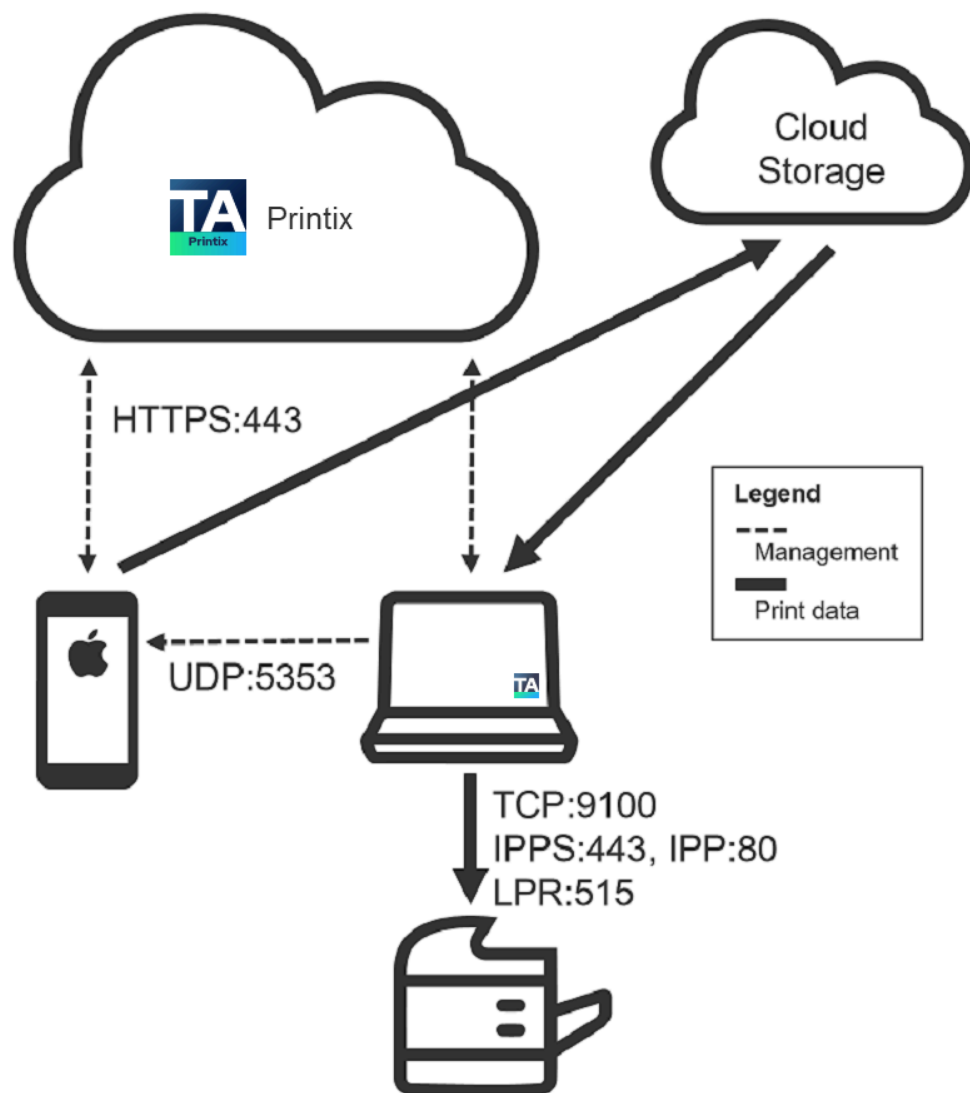 TA
Printix
Printix
Cloud
Storage
HTTPS:443
Legend
Management
Print data
UDP:5353
TA
TCP:9100
IPPS:443, IPP:80
LPR:515